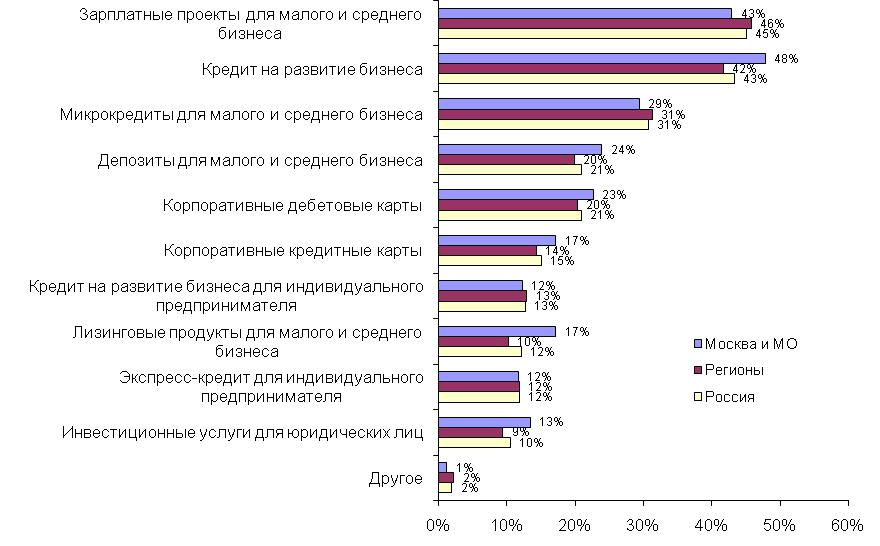 Зарплатные проекты для малого и среднего
бизнеса
43%
46%
45%
Кредит на развитие бизнеса
48%
42%
43%
Микрокредиты для малого и среднего бизнеса
29%
31%
31%
Депозиты для малого и среднего бизнеса
24%
20%
21%
Корпоративные дебетовые карты
23%
20%
21%
Корпоративные кредитные карты
17%
14%
15%
Кредит на развитие бизнеса для индивидуального
предпринимателя
12%
13%
13%
Лизинговые продукты для малого и среднего
бизнеса
17%
10%
12%
Экспресс-кредит для индивидуального
предпринимателя
12%
12%
12%
Инвестиционные услуги для юридических лиц
13%
9%
10%
Другое
1%
2%
2%
Москва и МО
Регионы
Россия
0% 10% 20% 30% 40% 50% 60%